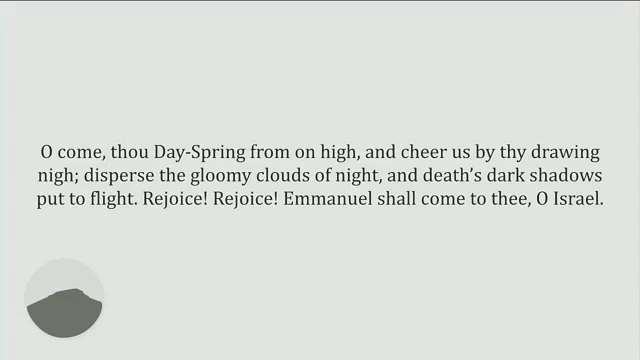 O come, thou Day-Spring from on high, and cheer us by thy drawing
nigh; disperse the gloomy clouds of night, and death’s dark shadows
put to flight. Rejoice! Rejoice! Emmanuel shall come to thee, O Israel.